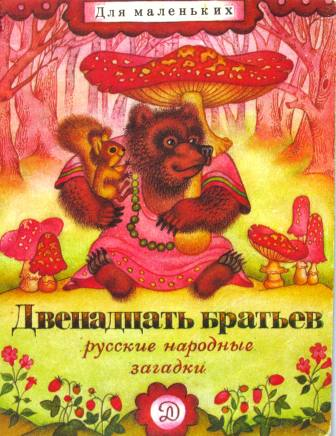 Для маленьких
Двенадцать братьев
русские народные
загадки
Д